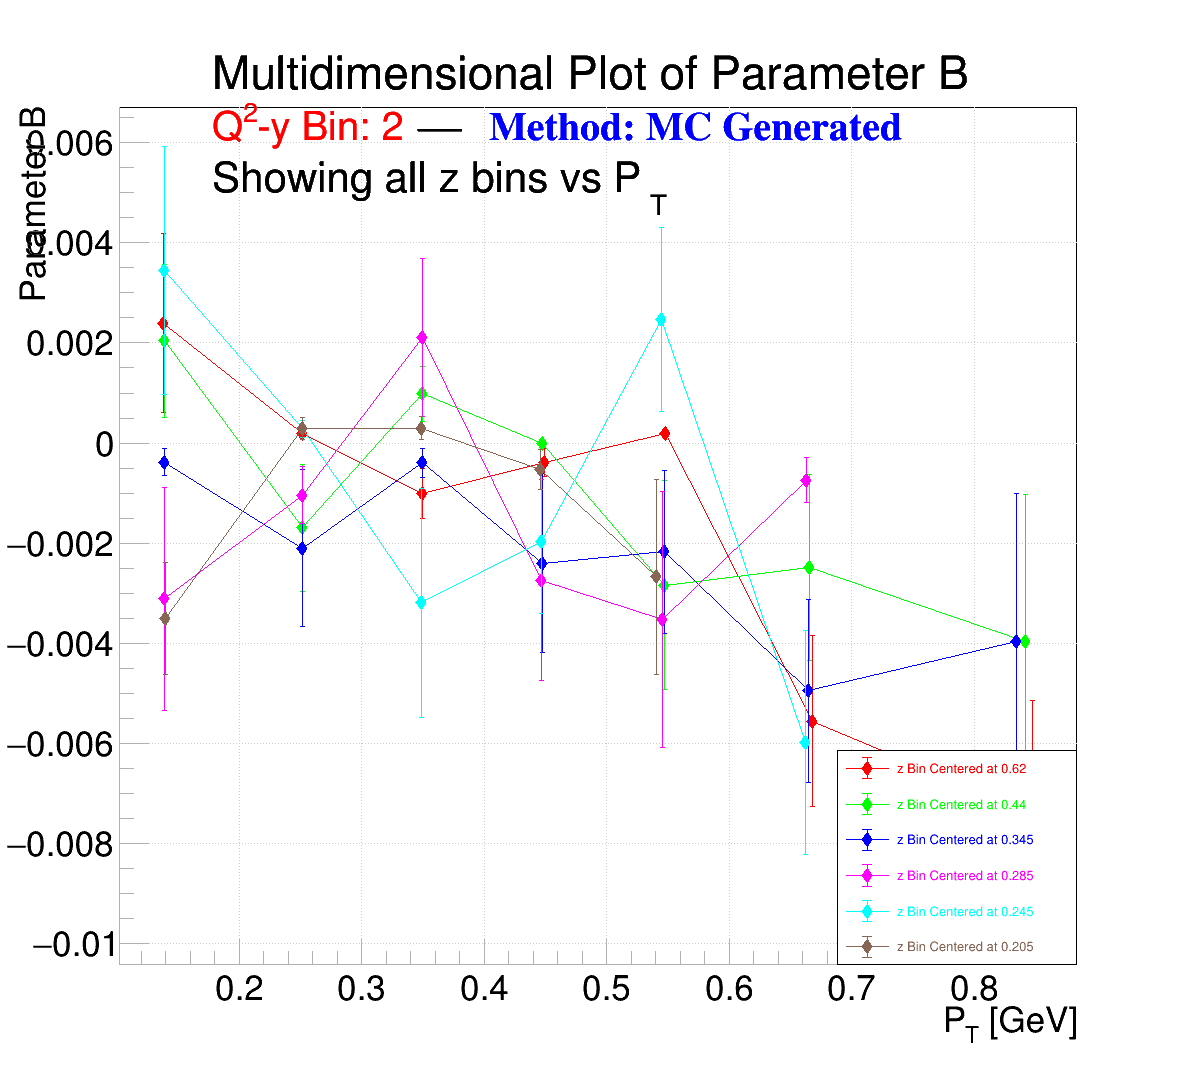 Multidimensional Plot of Parameter B
Q2-y Bin: 2 — Method: MC Generated
Showing all z bins vs PT
Parameter B
0.006
0.004
0.002
0
−0.002
−0.004
−0.006
−0.008
−0.01
0.2 0.3 0.4 0.5 0.6 0.7 0.8
PT [GeV]
z Bin Centered at 0.62
z Bin Centered at 0.44
z Bin Centered at 0.345
z Bin Centered at 0.285
z Bin Centered at 0.245
z Bin Centered at 0.205